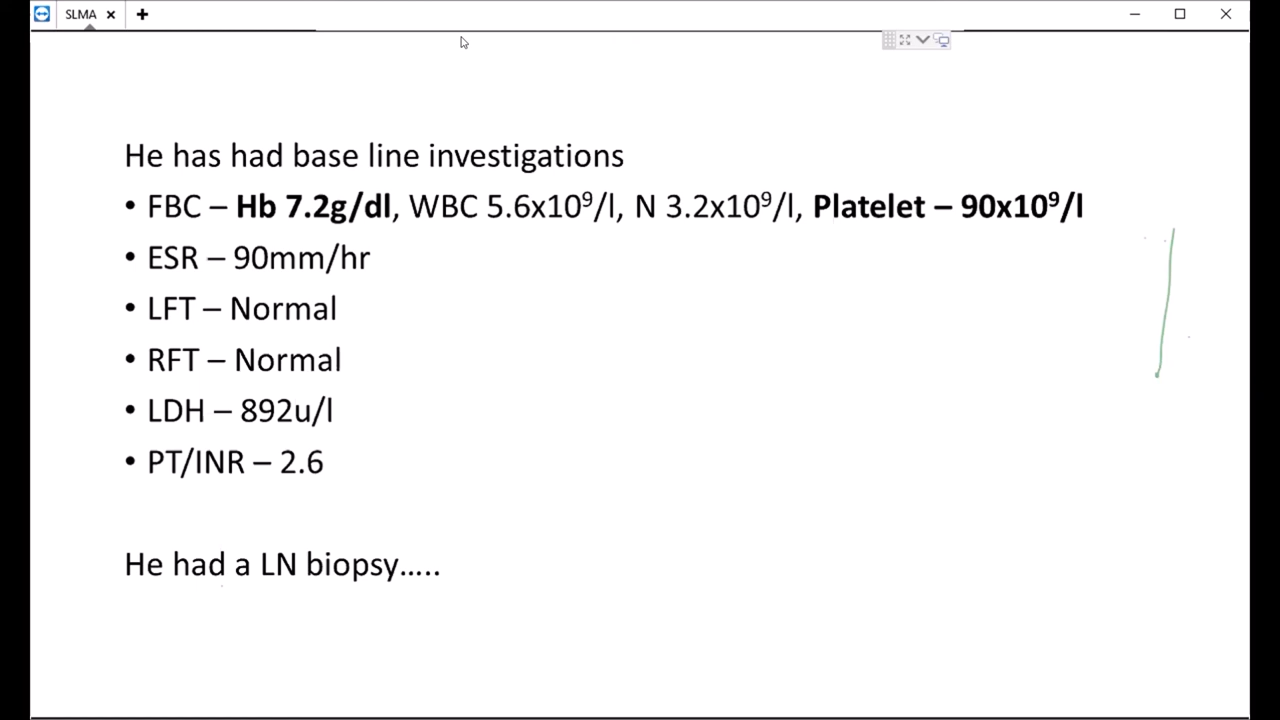 SLMA
He has had base line investigations
• FBC – Hb 7.2g/dl, WBC 5.6x10⁹/l, N 3.2x10⁹/l, Platelet – 90x10⁹/l
• ESR – 90mm/hr
• LFT – Normal
• RFT – Normal
• LDH – 892u/l
• PT/INR – 2.6
He had a LN biopsy.....